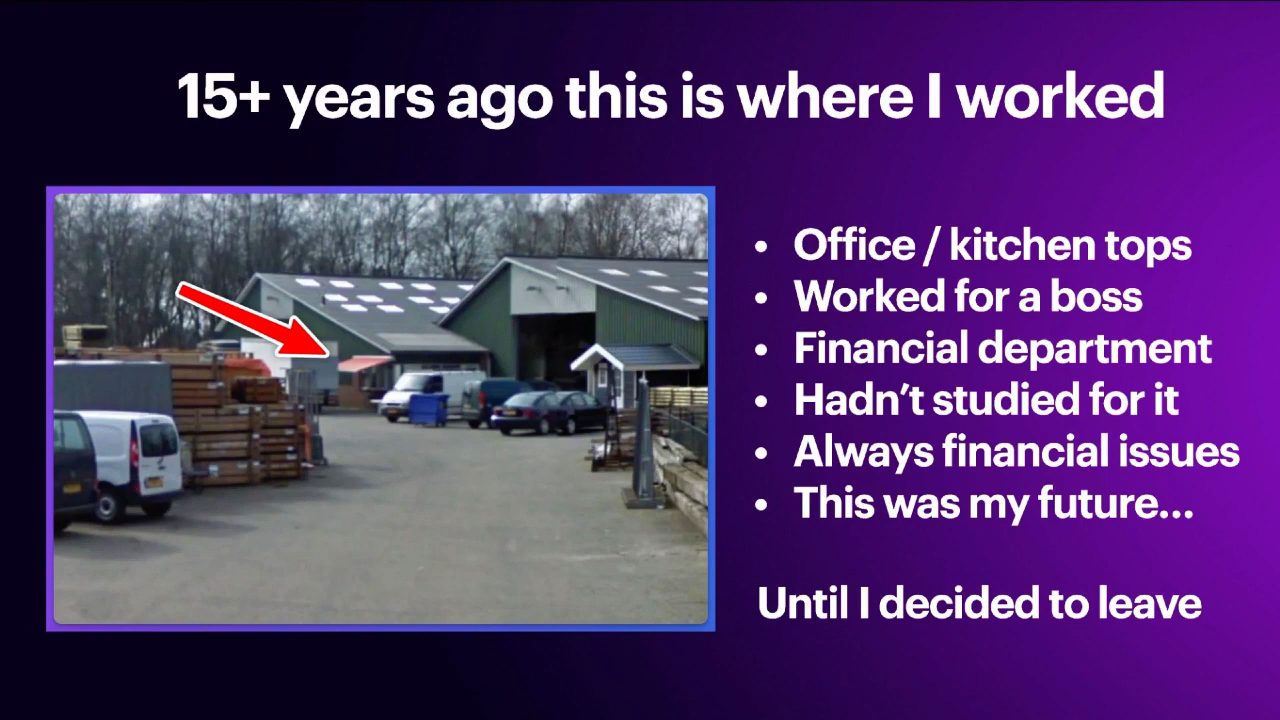 15+ years ago this is where I worked
• Office / kitchen tops
• Worked for a boss
• Financial department
• Hadn’t studied for it
• Always financial issues
• This was my future...
Until I decided to leave